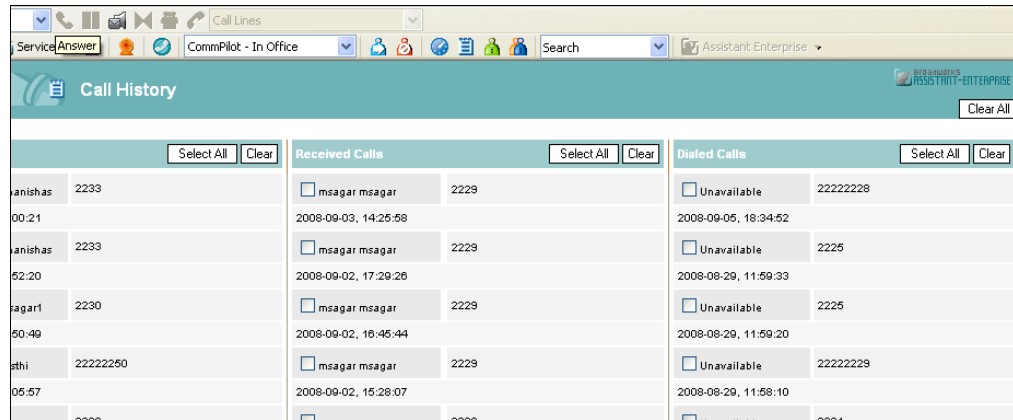 Call Lines
Service Answer CommPilot - In Office Search Assistant Enterprise
Call History
BROADWORKS
ASSISTANT-ENTERPRISE
Clear All
Select All Clear Received Calls Select All Clear Dialed Calls Select All Clear
anishas 2233 msagar msagar 2229 Unavailable 22222228
00:21 2008-09-03, 14:25:58 2008-09-05, 18:34:52
anishas 2233 msagar msagar 2229 Unavailable 2225
52:20 2008-09-02, 17:29:26 2008-08-29, 11:59:33
sagar1 2230 msagar msagar 2229 Unavailable 2225
50:49 2008-09-02, 16:45:44 2008-08-29, 11:59:20
sthi 22222250 msagar msagar 2229 Unavailable 22222229
05:57 2008-09-02, 15:28:07 2008-08-29, 11:58:10